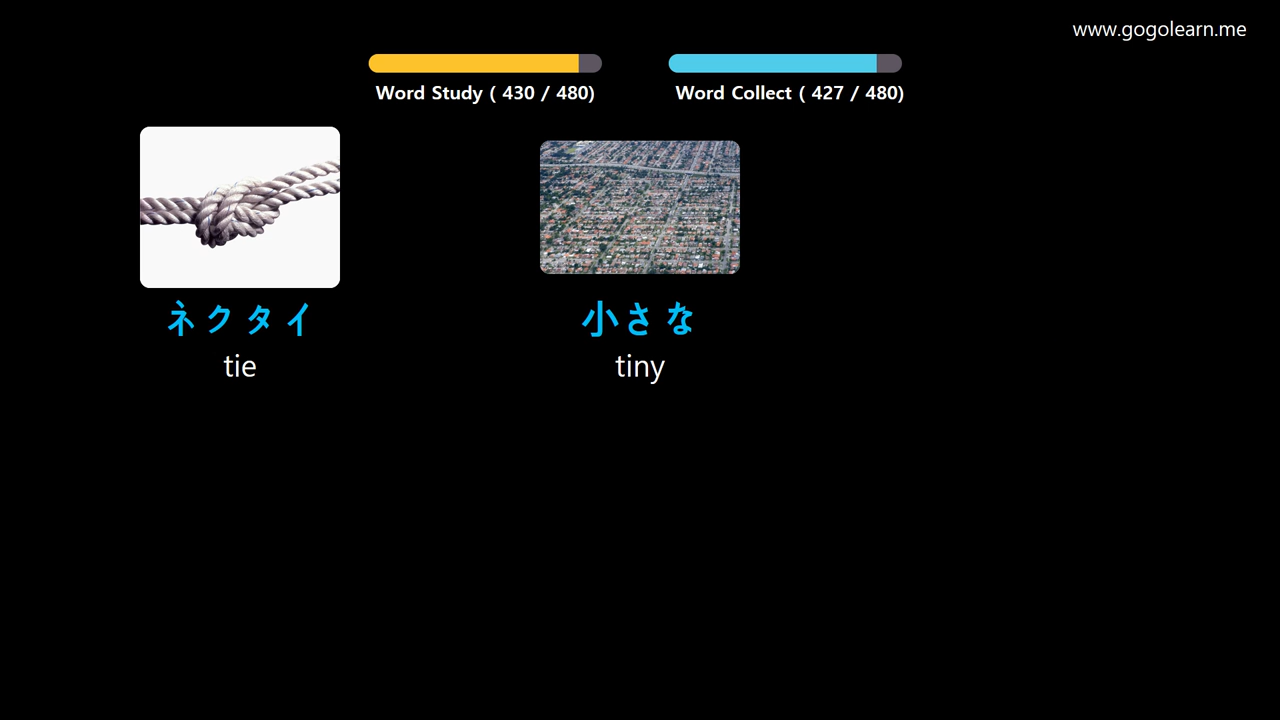 www.gogolearn.me
Word Study ( 430 / 480)
Word Collect ( 427 / 480)
ネクタイ
tie
小さな
tiny